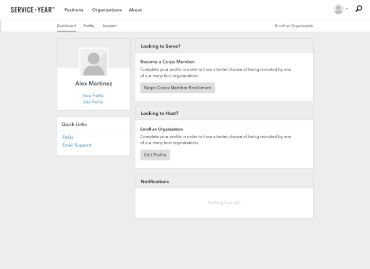 SERVICE·YEAR™ Positions Organizations About
Dashboard Profile Account Enroll an Organization
Alex Martinez
View Profile
Edit Profile
Quick Links
FAQs
Email Support
Looking to Serve?
Become a Corps Member
Complete your profile in order to have a better chance of being recruited by one
of our many host organizations.
Begin Corps Member Enrollment
Looking to Host?
Enroll an Organization
Complete your profile in order to have a better chance of being recruited by one
of our many host organizations.
Edit Profile
Notifications
Nothing here yet